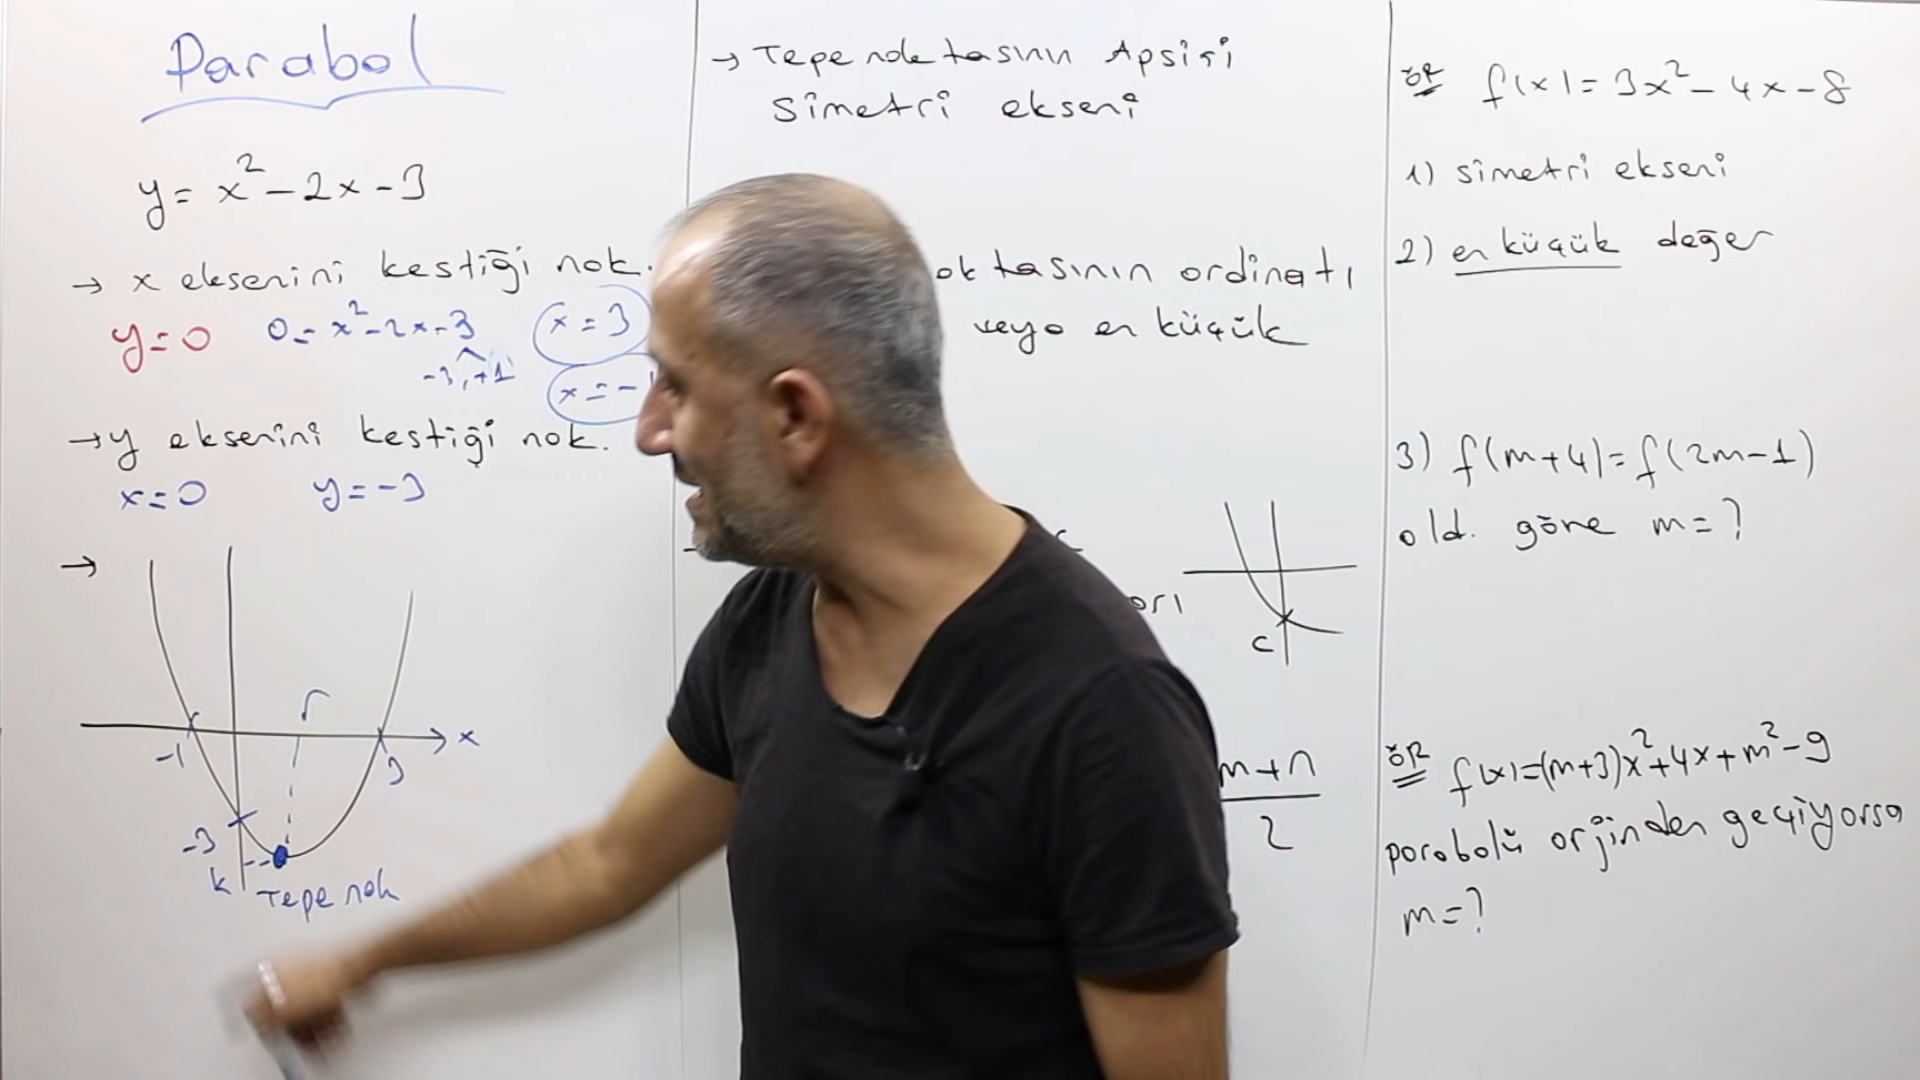 Parabol
y = x² - 2x - 3
→ x eksenini kestiği nok.
y = 0 0 = x² - 2x - 3 x = 3
-3, +1 x = -
→ y eksenini kestiği nok.
x = 0 y = -3
→
r
-1 3 x
-3
k Tepe nok
→ Tepe noktasının Apsisi
Simetri ekseni
oktasının ordinatı
veya en küçük
c
m+n
2
ÖR f(x) = 3x² - 4x - 8
1) simetri ekseni
2) en küçük değer
3) f(m+4) = f(2m-1)
old. göre m = ?
ÖR f(x) = (m+3)x² + 4x + m² - 9
parabolü orjinden geçiyorsa
m = ?